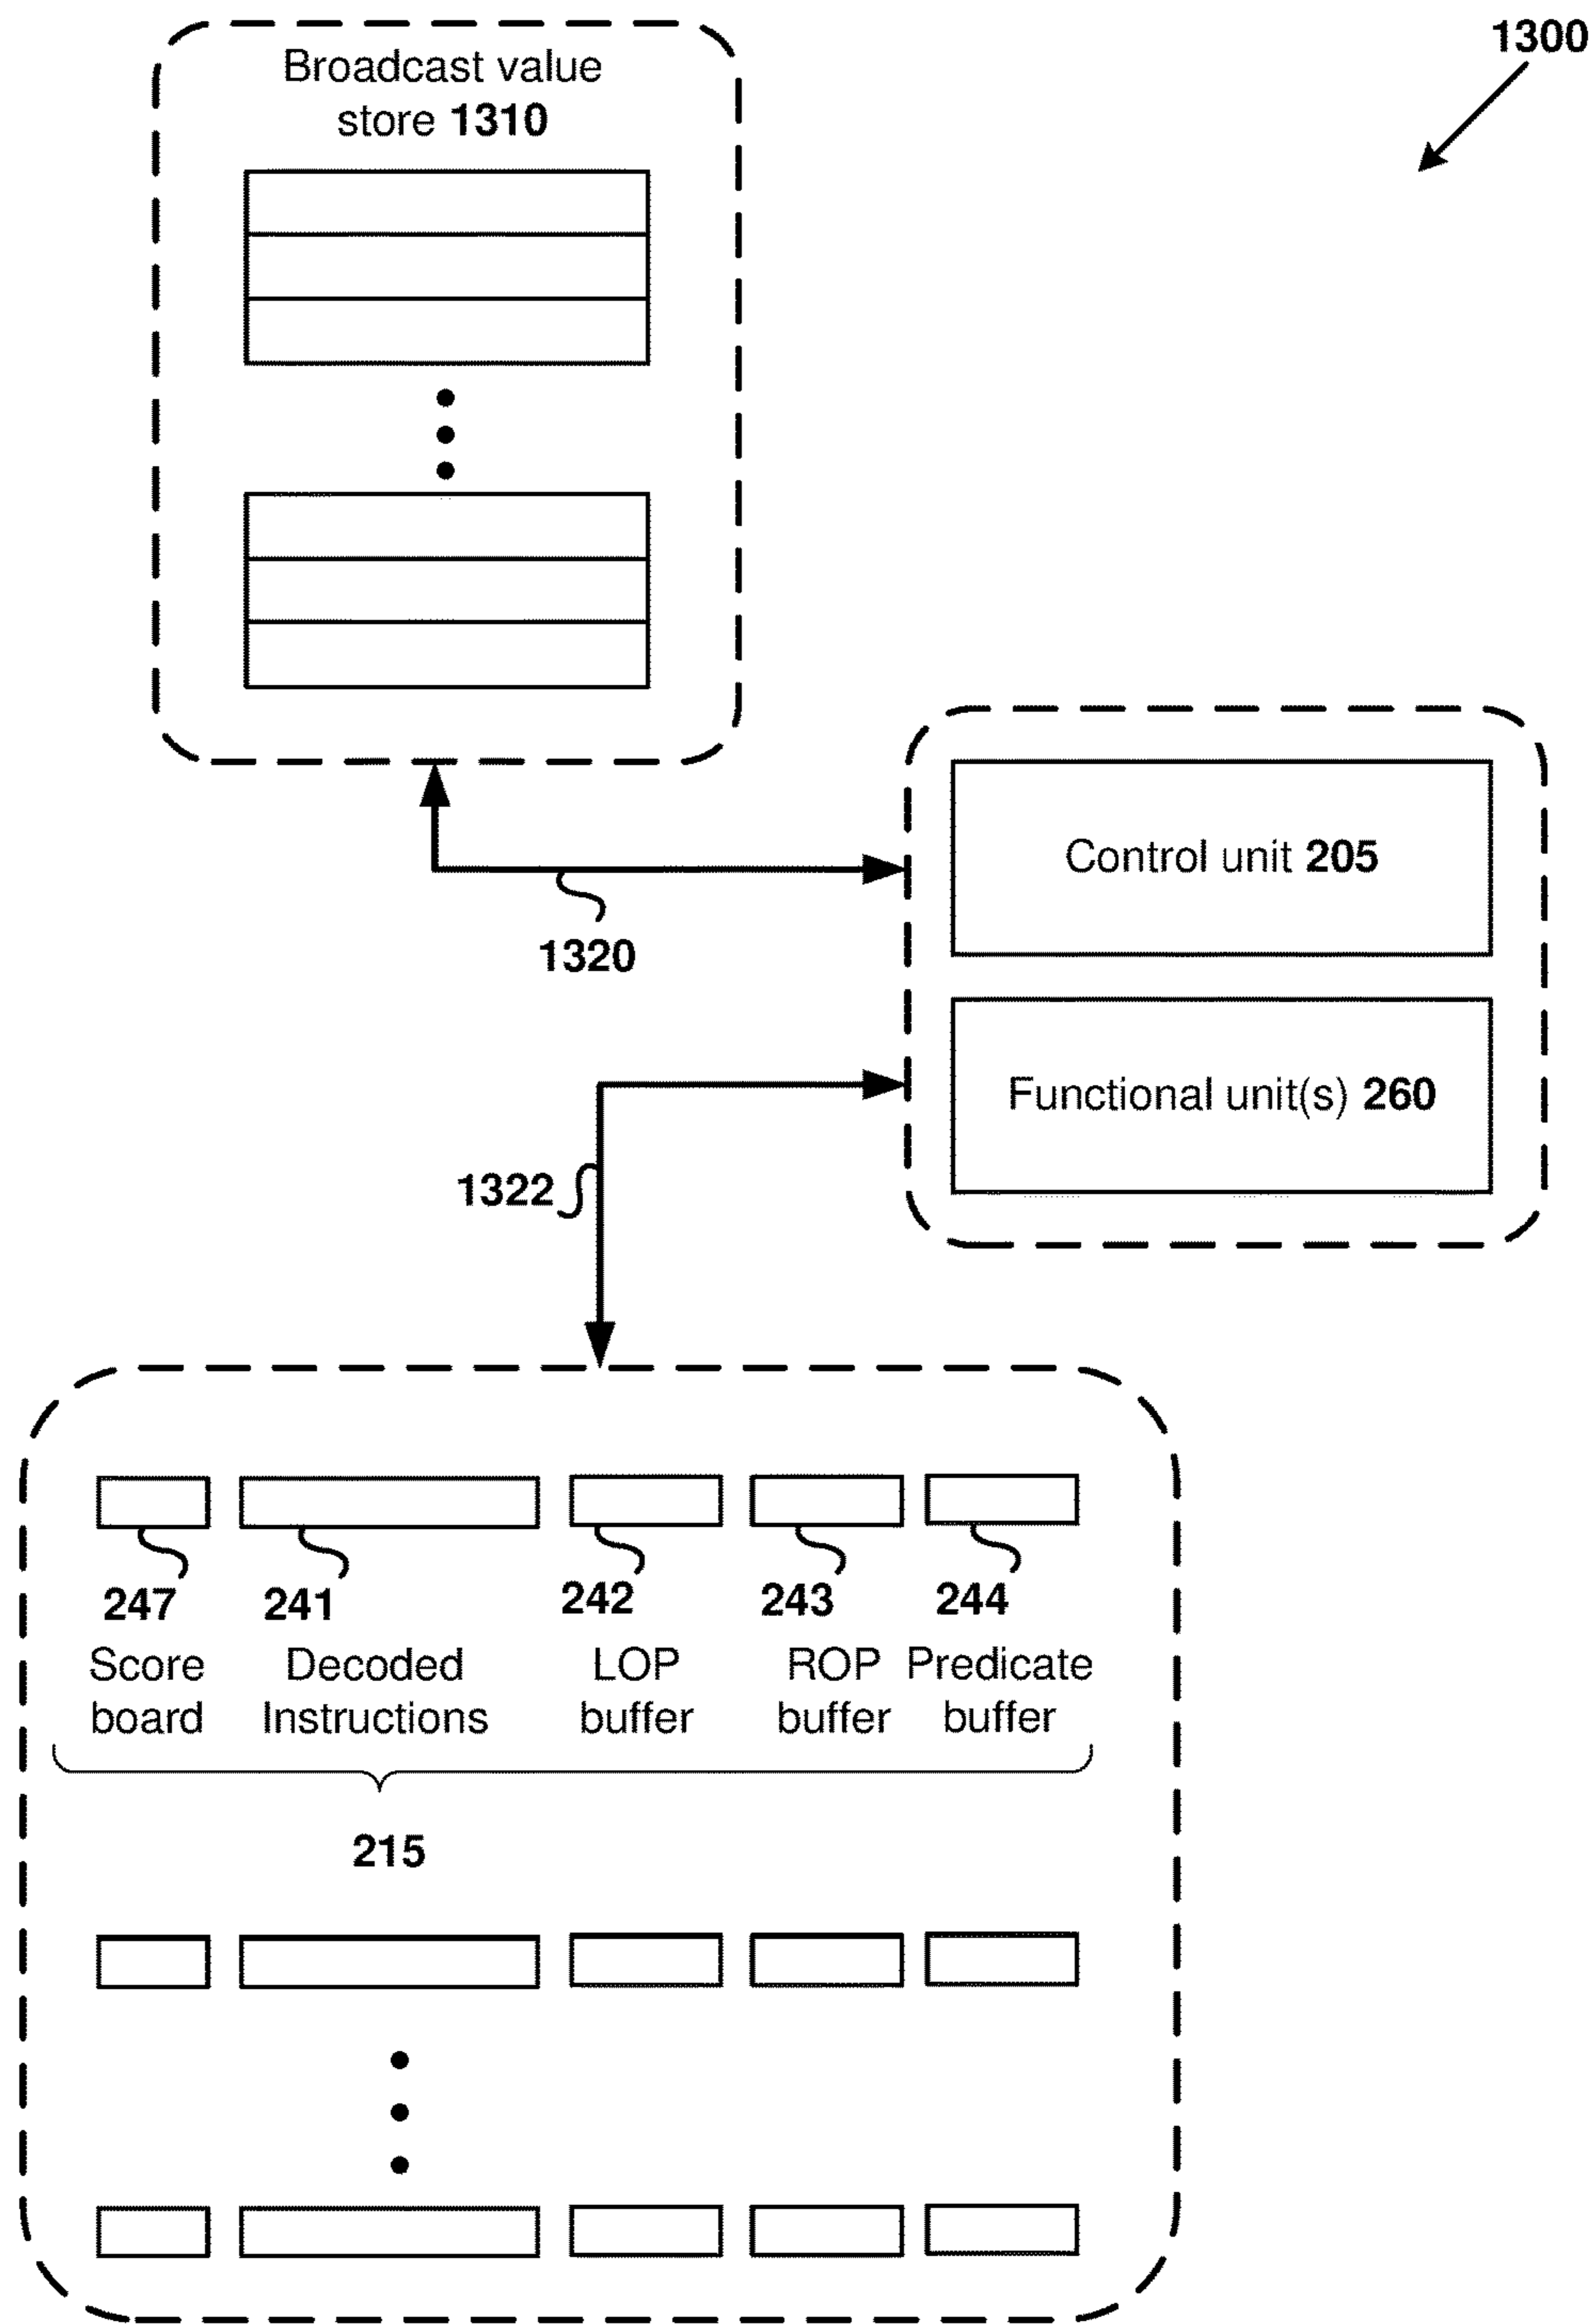 1300
Broadcast value
store 1310
Control unit 205
1320
Functional unit(s) 260
1322
247 241 242 243 244
Score Decoded LOP ROP Predicate
board Instructions buffer buffer buffer
215